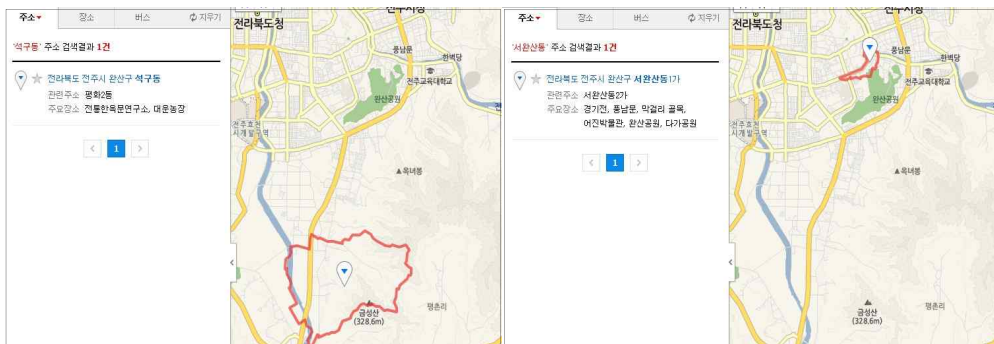 주소 장소 버스 지우기
'석구동' 주소 검색결과 1건
전라북도 전주시 완산구 석구동
관련주소 평화2동
주요장소 전통한옥문연구소, 대운농장
1
전라북도청
풍남문
한벽당
전주교육대학교
완산공원
옥녀봉
금성산
(328.6m)
평촌리
주소 장소 버스 지우기
'서완산동' 주소 검색결과 1건
전라북도 전주시 완산구 서완산동1가
관련주소 서완산동2가
주요장소 경기전, 풍남문, 막걸리 골목,
어진박물관, 완산공원, 다가공원
1
전라북도청
풍남문
한벽당
전주교육대학교
완산공원
옥녀봉
금성산
(328.6m)
평촌리